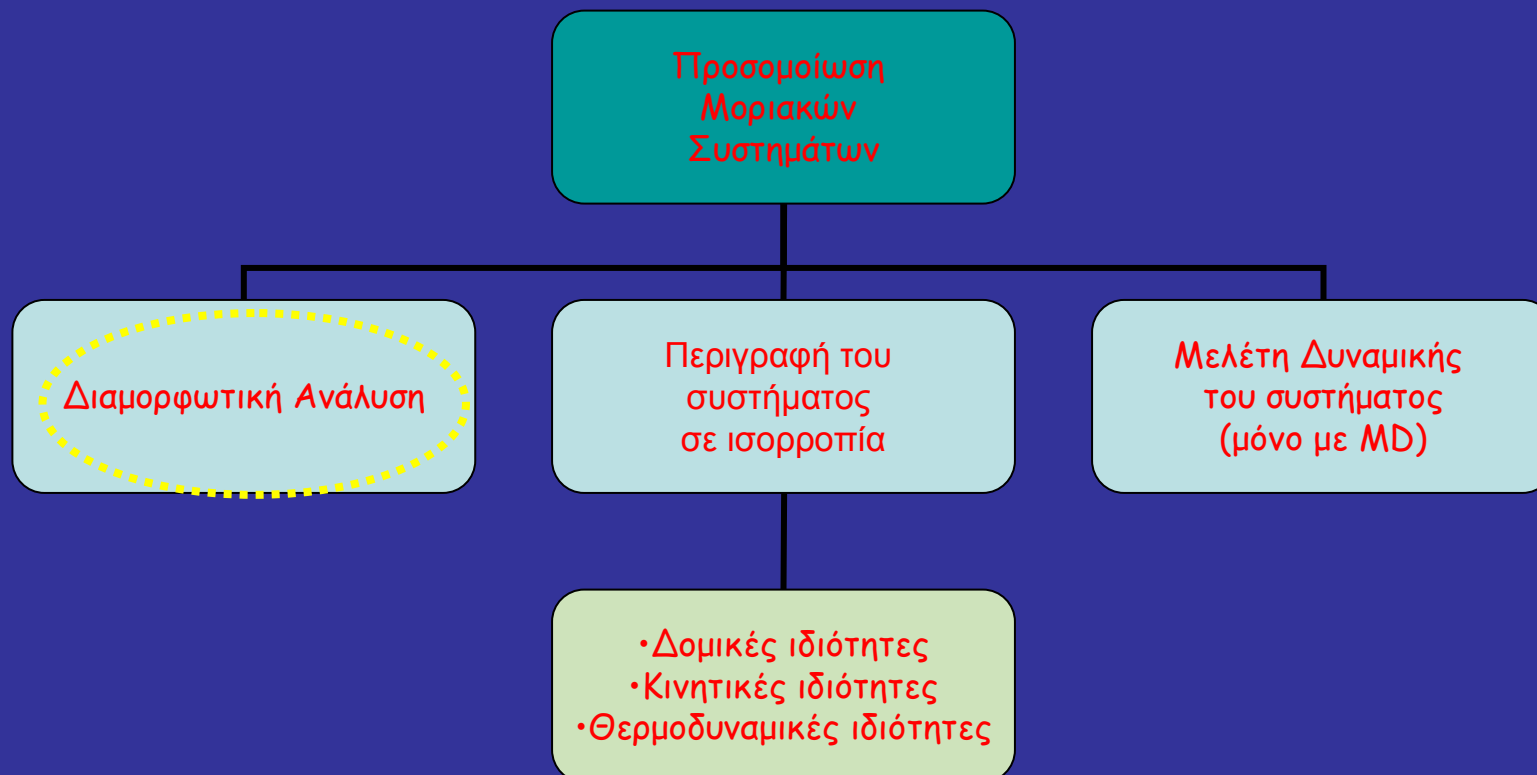 Προσομοίωση
Μοριακών
Συστημάτων
Διαμορφωτική Ανάλυση
Περιγραφή του
συστήματος
σε ισορροπία
Μελέτη Δυναμικής
του συστήματος
(μόνο με MD)
•Δομικές ιδιότητες
•Κινητικές ιδιότητες
•Θερμοδυναμικές ιδιότητες